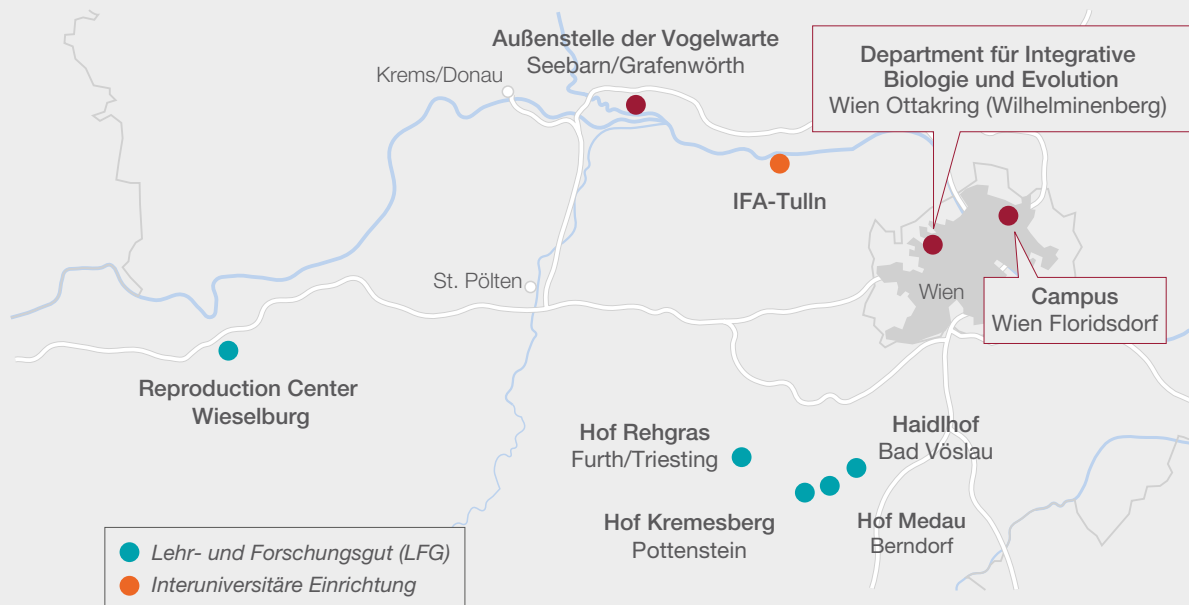 Außenstelle der Vogelwarte
Seebarn/Grafenwörth
Krems/Donau
Department für Integrative
Biologie und Evolution
Wien Ottakring (Wilhelminenberg)
IFA-Tulln
St. Pölten
Wien
Campus
Wien Floridsdorf
Reproduction Center
Wieselburg
Hof Rehgras
Furth/Triesting
Haidlhof
Bad Vöslau
Hof Kremesberg
Pottenstein
Hof Medau
Berndorf
Lehr- und Forschungsgut (LFG)
Interuniversitäre Einrichtung